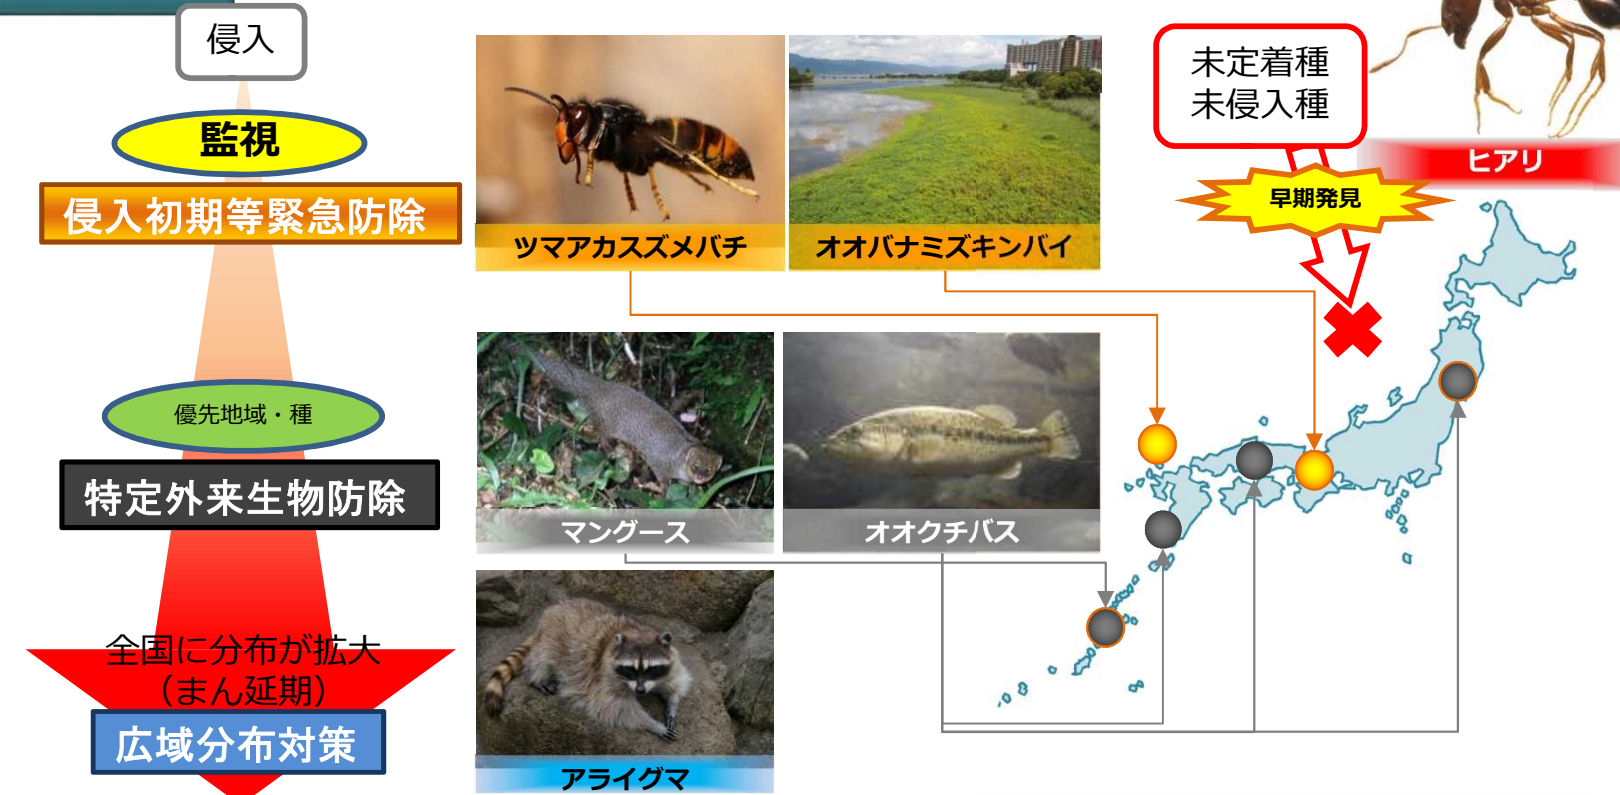 侵入
監視
侵入初期等緊急防除
優先地域・種
特定外来生物防除
全国に分布が拡大
（まん延期）
広域分布対策
ツマアカスズメバチ
オオバナミズキンバイ
マングース
オオクチバス
アライグマ
未定着種
未侵入種
早期発見
ヒアリ